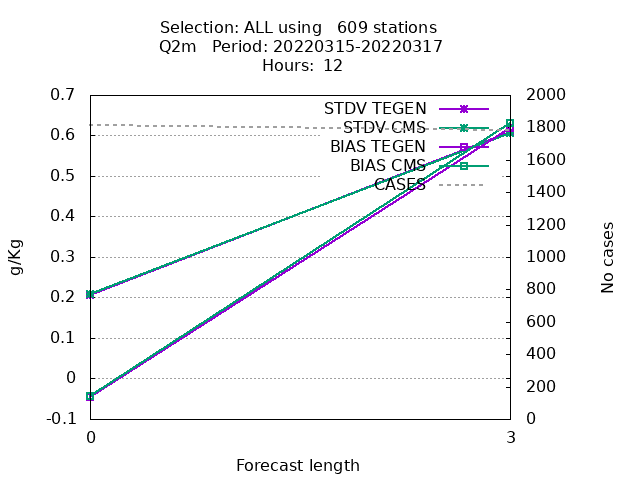 Selection: ALL using   609 stations
Q2m   Period: 20220315-20220317
Hours:  12
0.7
0.6
0.5
0.4
0.3
0.2
0.1
0
-0.1
2000
1800
1600
1400
1200
1000
800
600
400
200
0
STDV TEGEN
STDV CMS
BIAS TEGEN
BIAS CMS
CASES
g/Kg
No cases
0
3
Forecast length